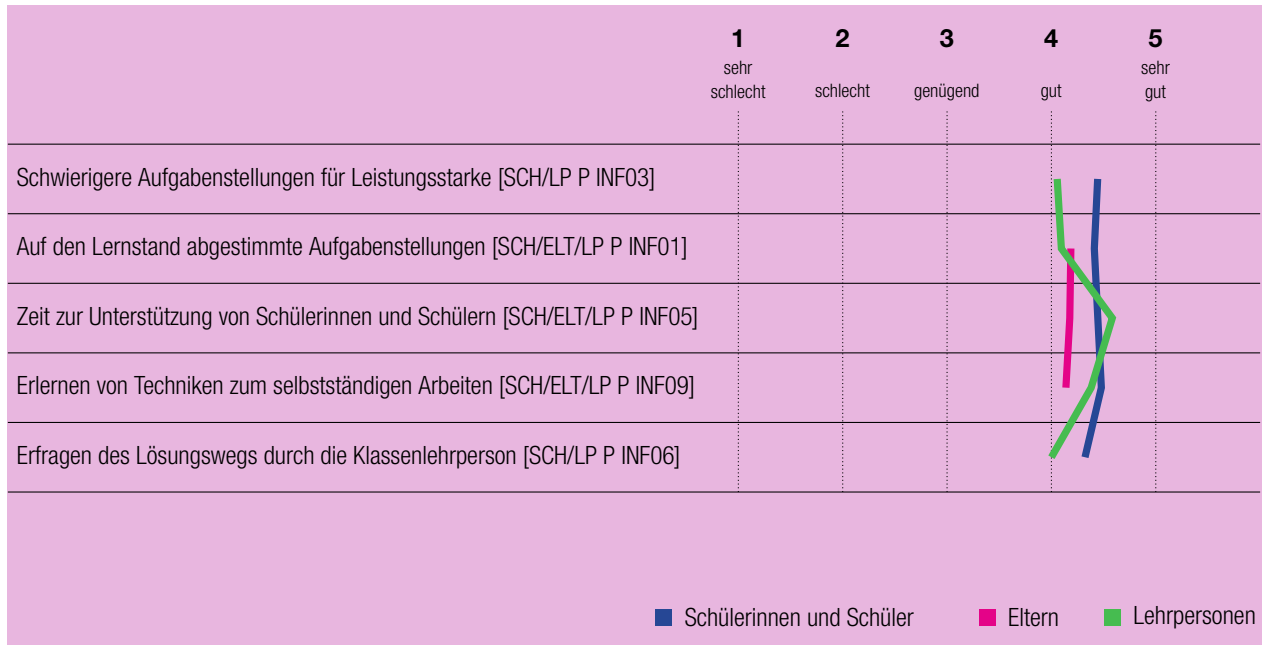 1 2 3 4 5
sehr schlecht schlecht genügend gut sehr gut
Schwierigere Aufgabenstellungen für Leistungsstarke [SCH/LP P INF03]
Auf den Lernstand abgestimmte Aufgabenstellungen [SCH/ELT/LP P INF01]
Zeit zur Unterstützung von Schülerinnen und Schülern [SCH/ELT/LP P INF05]
Erlernen von Techniken zum selbstständigen Arbeiten [SCH/ELT/LP P INF09]
Erfragen des Lösungswegs durch die Klassenlehrperson [SCH/LP P INF06]
Schülerinnen und Schüler Eltern Lehrpersonen